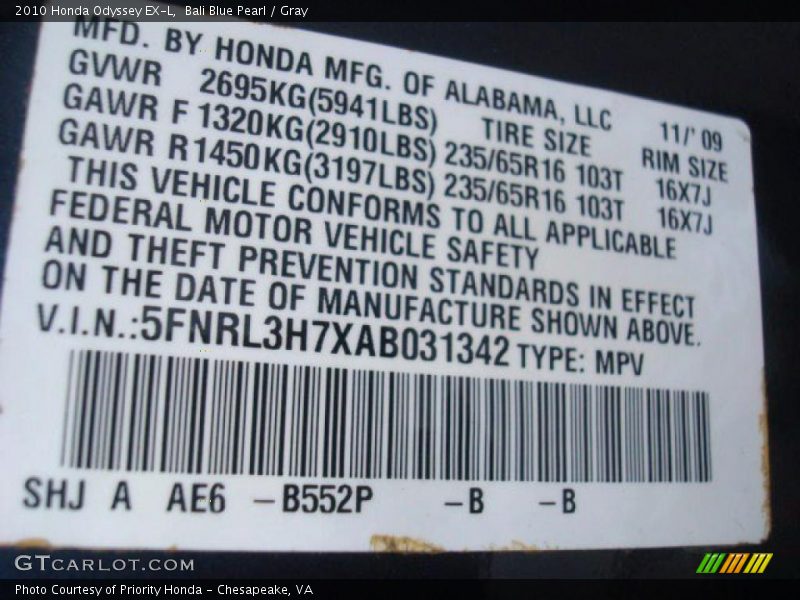 2010 Honda Odyssey EX-L,  Bali Blue Pearl / Gray
MFD. BY HONDA MFG. OF ALABAMA, LLC 11/' 09
GVWR 2695KG(5941LBS) TIRE SIZE RIM SIZE
GAWR F 1320KG(2910LBS) 235/65R16 103T 16X7J
GAWR R 1450KG(3197LBS) 235/65R16 103T 16X7J
THIS VEHICLE CONFORMS TO ALL APPLICABLE
FEDERAL MOTOR VEHICLE SAFETY
AND THEFT PREVENTION STANDARDS IN EFFECT
ON THE DATE OF MANUFACTURE SHOWN ABOVE.
V.I.N.:5FNRL3H7XAB031342 TYPE: MPV
SHJ A AE6 -B552P -B -B
GTCARLOT.COM
Photo Courtesy of Priority Honda - Chesapeake, VA